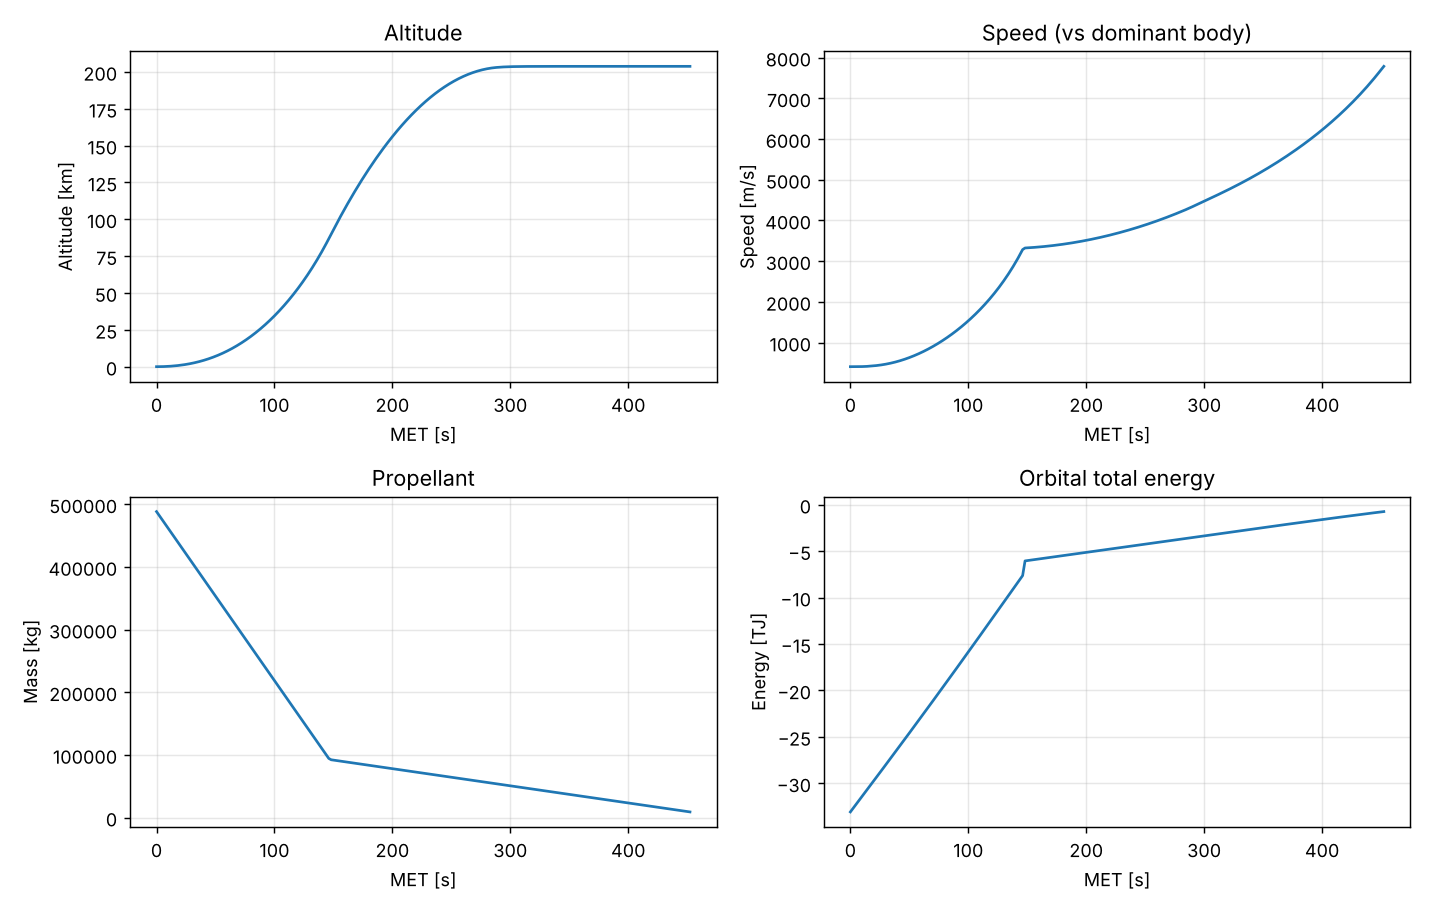 Altitude
Altitude [km]
200
175
150
125
100
75
50
25
0
0 100 200 300 400
MET [s]
Speed (vs dominant body)
Speed [m/s]
8000
7000
6000
5000
4000
3000
2000
1000
0 100 200 300 400
MET [s]
Propellant
Mass [kg]
500000
400000
300000
200000
100000
0
0 100 200 300 400
MET [s]
Orbital total energy
Energy [TJ]
0
−5
−10
−15
−20
−25
−30
0 100 200 300 400
MET [s]